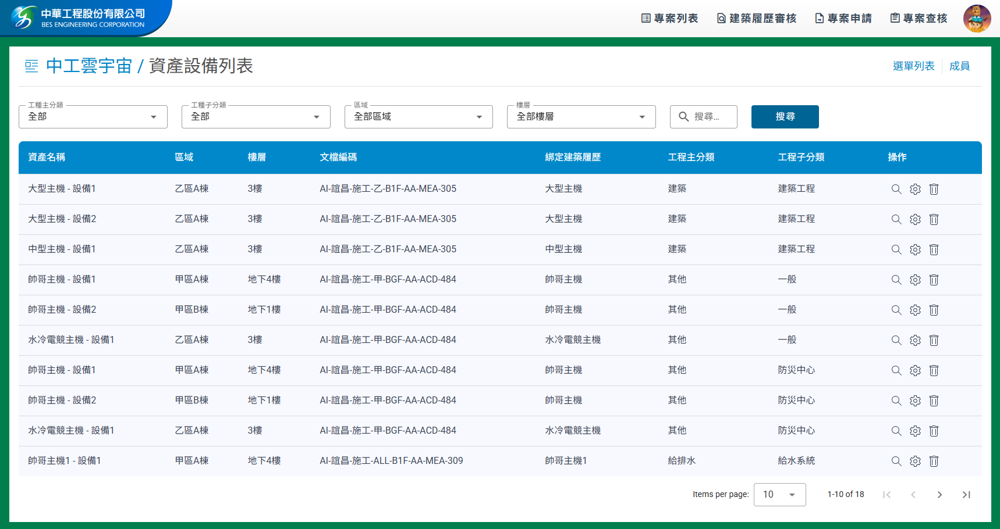 中華工程股份有限公司
BES ENGINEERING CORPORATION
專案列表 建築履歷審核 專案申請 專案查核
中工雲宇宙 / 資產設備列表
選單列表 成員
工種主分類 工種子分類 區域 樓層
全部 全部 全部區域 全部樓層 搜尋... 搜尋
資產名稱 區域 樓層 文檔編碼 綁定建築履歷 工程主分類 工程子分類 操作
大型主機 - 設備1 乙區A棟 3樓 AI-誼昌-施工-乙-B1F-AA-MEA-305 大型主機 建築 建築工程
大型主機 - 設備2 乙區A棟 3樓 AI-誼昌-施工-乙-B1F-AA-MEA-305 大型主機 建築 建築工程
中型主機 - 設備1 乙區A棟 3樓 AI-誼昌-施工-乙-B1F-AA-MEA-305 中型主機 建築 建築工程
帥哥主機 - 設備1 甲區A棟 地下4樓 AI-誼昌-施工-甲-BGF-AA-ACD-484 帥哥主機 其他 一般
帥哥主機 - 設備2 甲區B棟 地下1樓 AI-誼昌-施工-甲-BGF-AA-ACD-484 帥哥主機 其他 一般
水冷電競主機 - 設備1 乙區A棟 3樓 AI-誼昌-施工-甲-BGF-AA-ACD-484 水冷電競主機 其他 一般
帥哥主機 - 設備1 甲區A棟 地下4樓 AI-誼昌-施工-甲-BGF-AA-ACD-484 帥哥主機 其他 防災中心
帥哥主機 - 設備2 甲區B棟 地下1樓 AI-誼昌-施工-甲-BGF-AA-ACD-484 帥哥主機 其他 防災中心
水冷電競主機 - 設備1 乙區A棟 3樓 AI-誼昌-施工-甲-BGF-AA-ACD-484 水冷電競主機 其他 防災中心
帥哥主機1 - 設備1 甲區A棟 地下4樓 AI-誼昌-施工-ALL-B1F-AA-MEA-309 帥哥主機1 給排水 給水系統
Items per page: 10 1-10 of 18